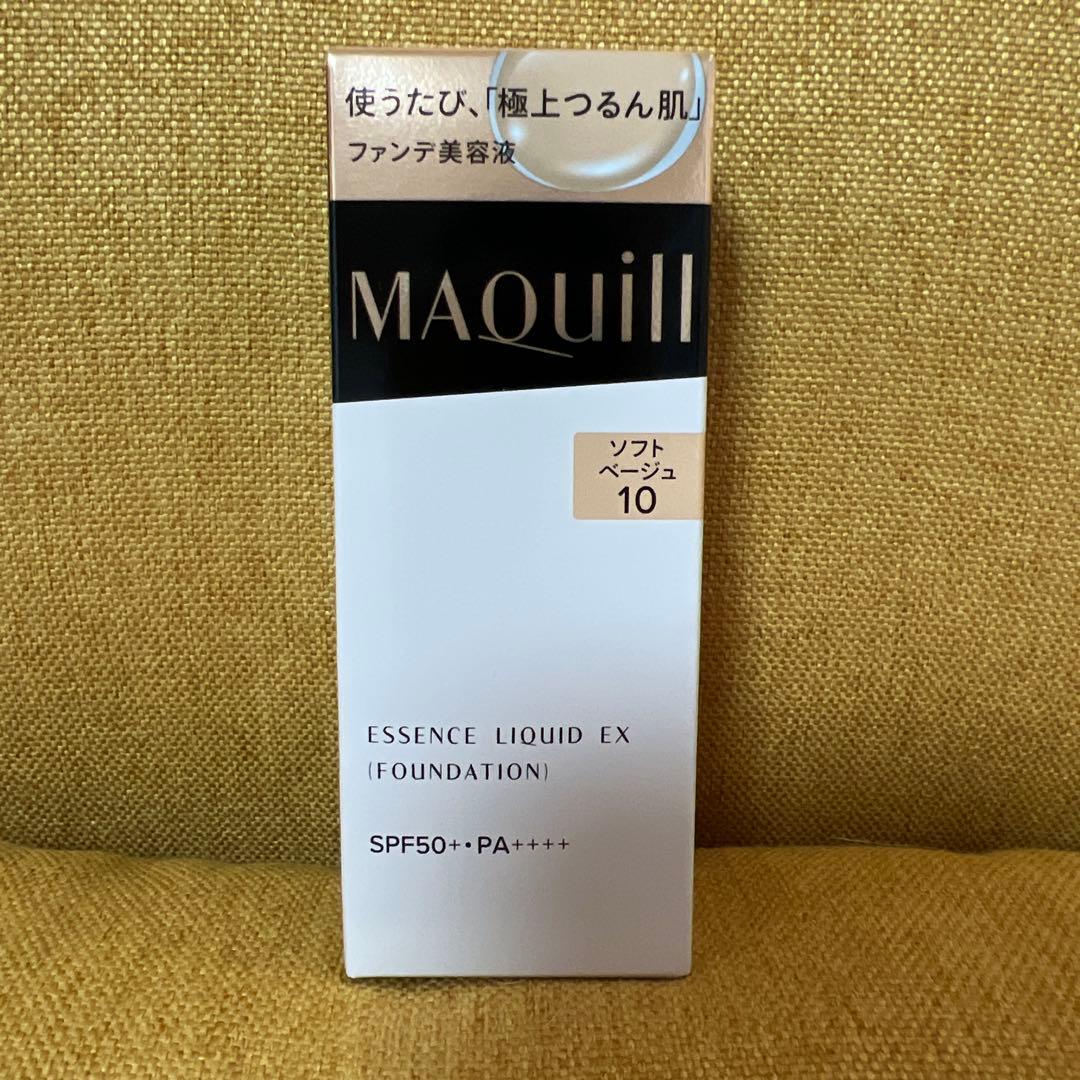 使うたび、「極上つるん肌」
ファンデ美容液
MAQuill
ソフト
ベージュ
10
ESSENCE LIQUID EX
(FOUNDATION)
SPF50+・PA++++